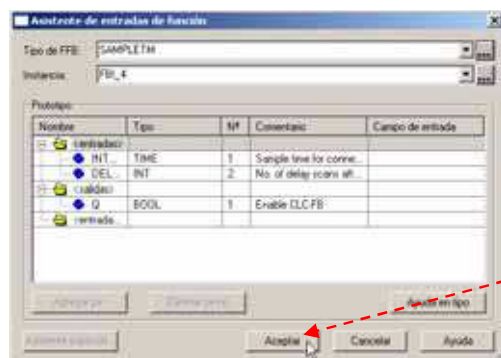 Asistente de entradas de función
Tipo de FFB: SAMPLETM
Instancia: FBI_4
Prototipo:
Nombre Tipo Nº Comentario Campo de entrada
<entradas>
INT... TIME 1 Sample time for conne...
DEL... INT 2 No. of delay scans aft...
<salidas>
Q BOOL 1 Enable CLC-FB
<entrada...
Ayuda en tipo
Aceptar Cancelar Ayuda